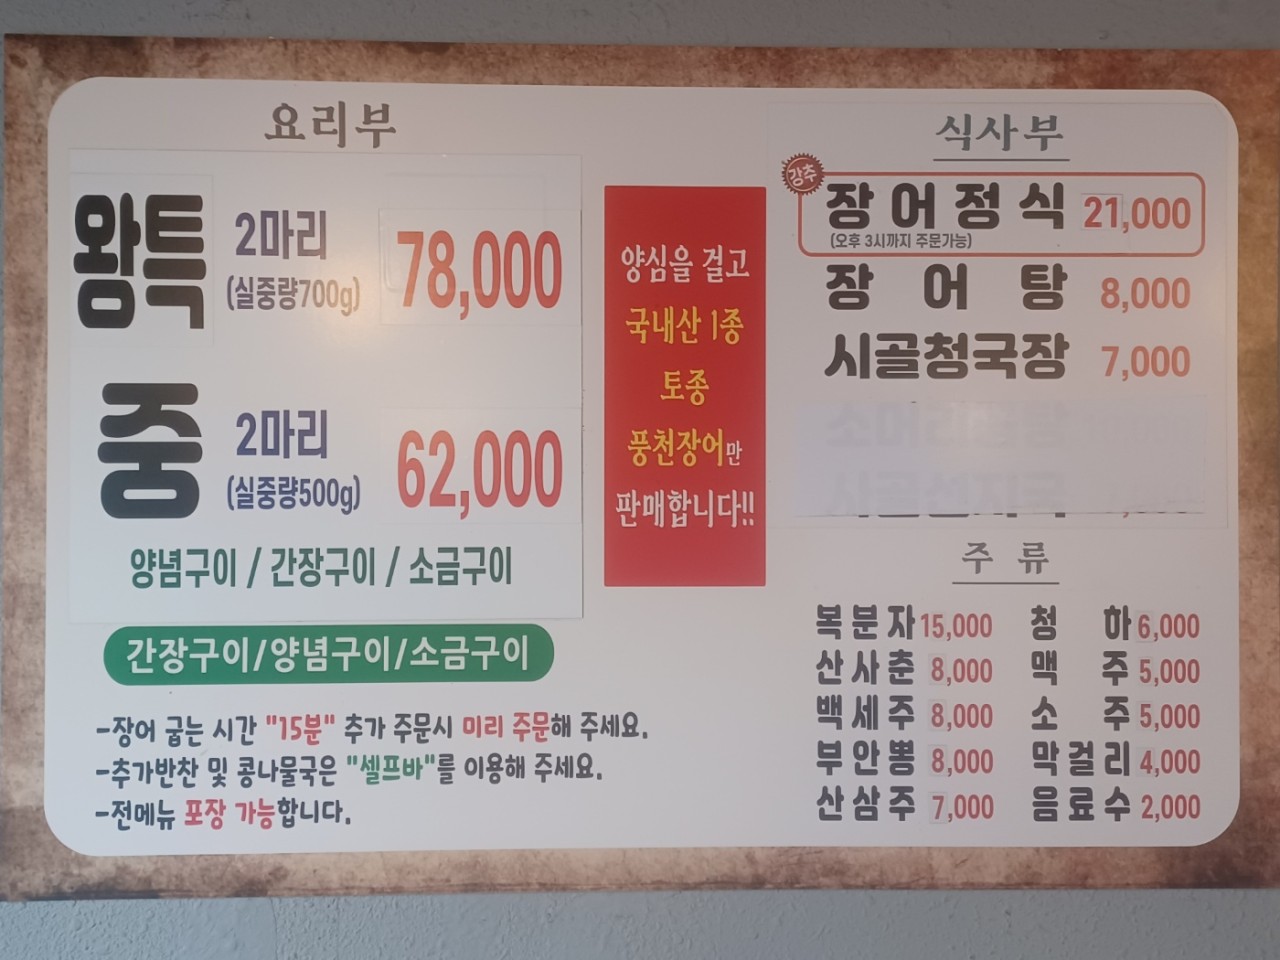 요리부
왕특 2마리 78,000
(실중량700g)
중 2마리 62,000
(실중량500g)
양념구이 / 간장구이 / 소금구이
간장구이/양념구이/소금구이
-장어 굽는 시간 "15분" 추가 주문시 미리 주문해 주세요.
-추가반찬 및 콩나물국은 "셀프바"를 이용해 주세요.
-전메뉴 포장 가능합니다.
양심을 걸고
국내산 1종
토종
풍천장어만
판매합니다!!
식사부
강추
장어정식 21,000
(오후 3시까지 주문가능)
장어탕 8,000
시골청국장 7,000
주류
복분자 15,000 청하 6,000
산사춘 8,000 맥주 5,000
백세주 8,000 소주 5,000
부안뽕 8,000 막걸리 4,000
산삼주 7,000 음료수 2,000